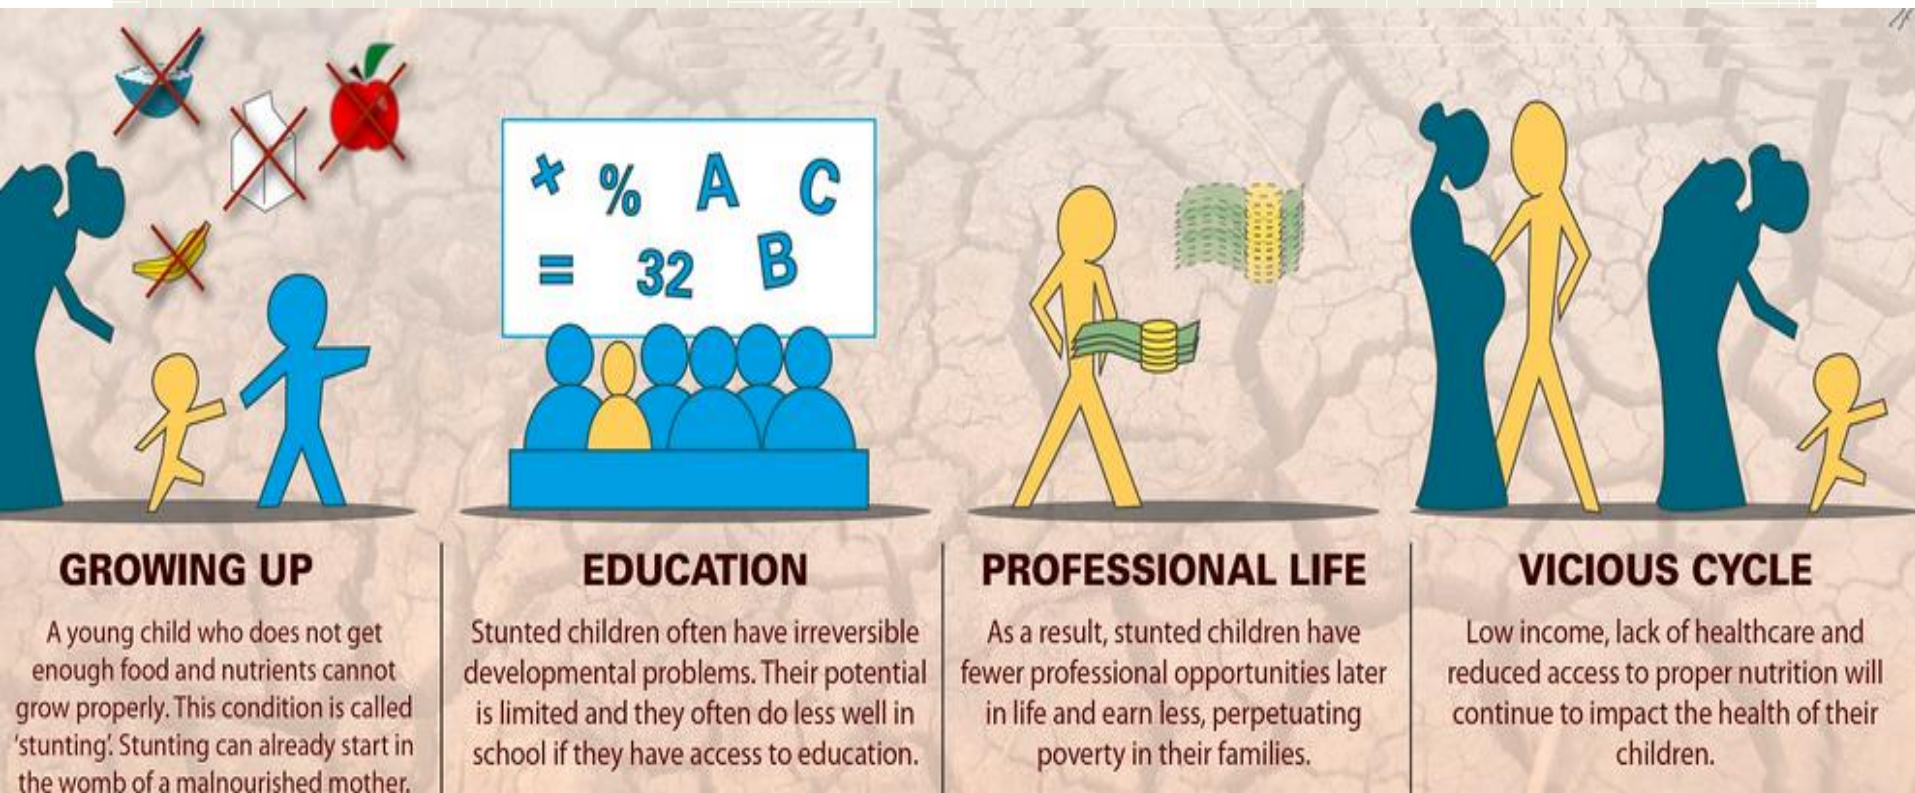 + % A C
= 32 B
GROWING UP
A young child who does not get
enough food and nutrients cannot
grow properly. This condition is called
'stunting'. Stunting can already start in
the womb of a malnourished mother.
EDUCATION
Stunted children often have irreversible
developmental problems. Their potential
is limited and they often do less well in
school if they have access to education.
PROFESSIONAL LIFE
As a result, stunted children have
fewer professional opportunities later
in life and earn less, perpetuating
poverty in their families.
VICIOUS CYCLE
Low income, lack of healthcare and
reduced access to proper nutrition will
continue to impact the health of their
children.